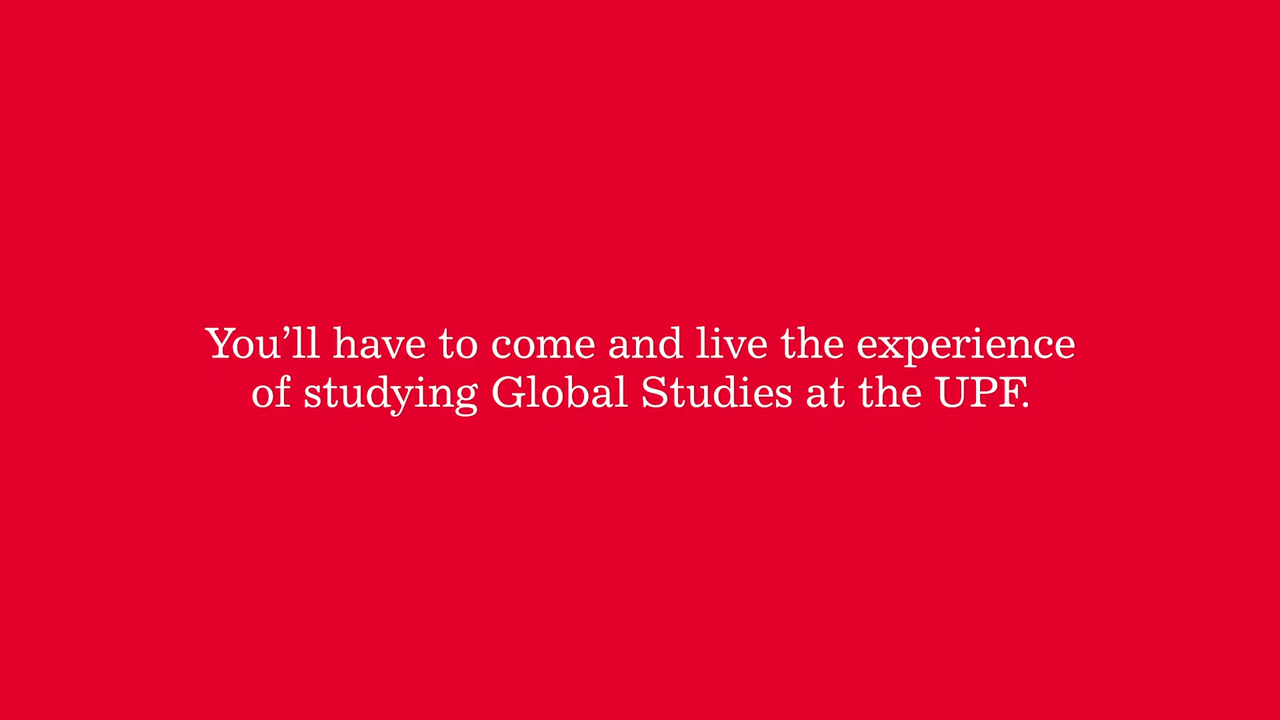 You’ll have to come and live the experience
of studying Global Studies at the UPF.